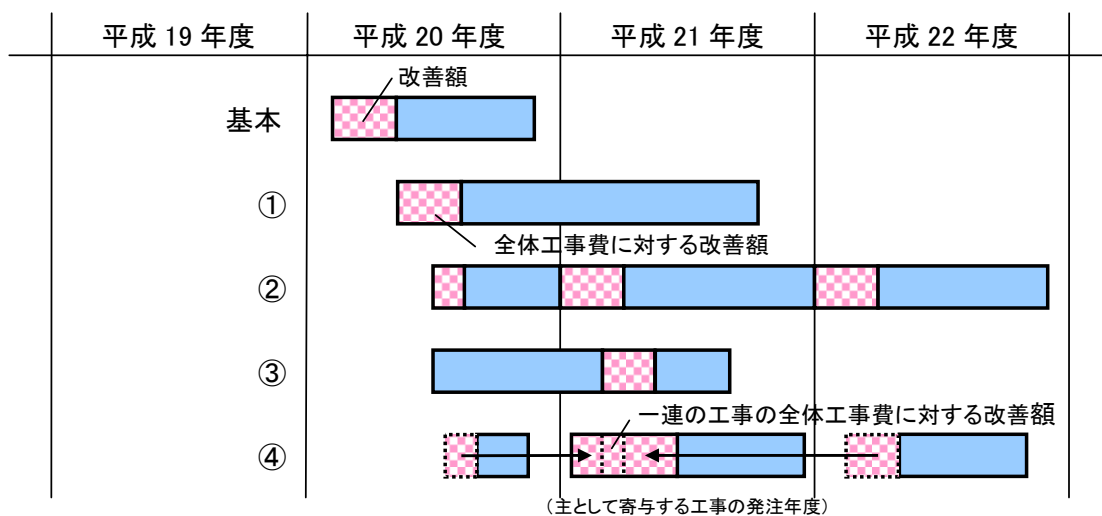 平成 19 年度 平成 20 年度 平成 21 年度 平成 22 年度
改善額
基本
①
全体工事費に対する改善額
②
③
一連の工事の全体工事費に対する改善額
④
（主として寄与する工事の発注年度）